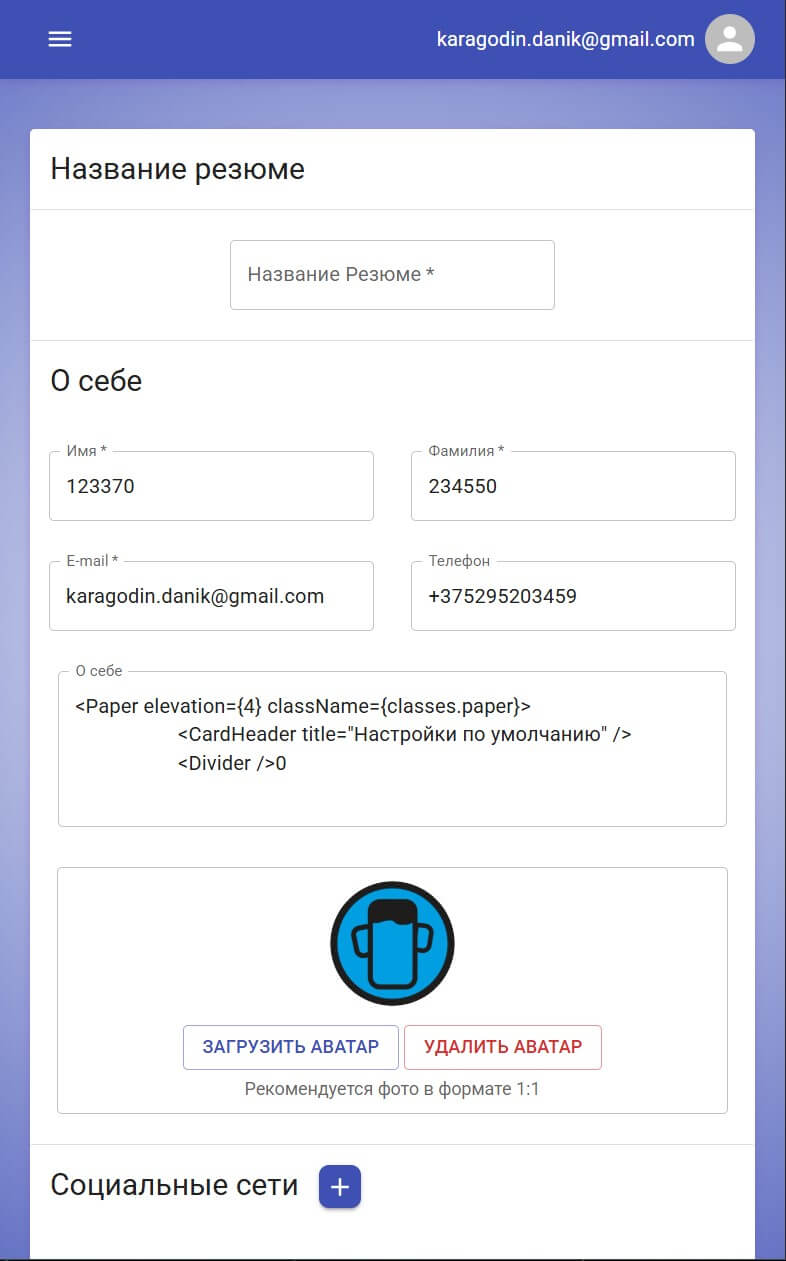 karagodin.danik@gmail.com
Название резюме
Название Резюме *
О себе
Имя *
Фамилия *
123370
234550
E-mail *
Телефон
karagodin.danik@gmail.com
+375295203459
О себе
<Paper elevation={4} className={classes.paper}>
<CardHeader title="Настройки по умолчанию" />
<Divider />0
ЗАГРУЗИТЬ АВАТАР
УДАЛИТЬ АВАТАР
Рекомендуется фото в формате 1:1
Социальные сети
+